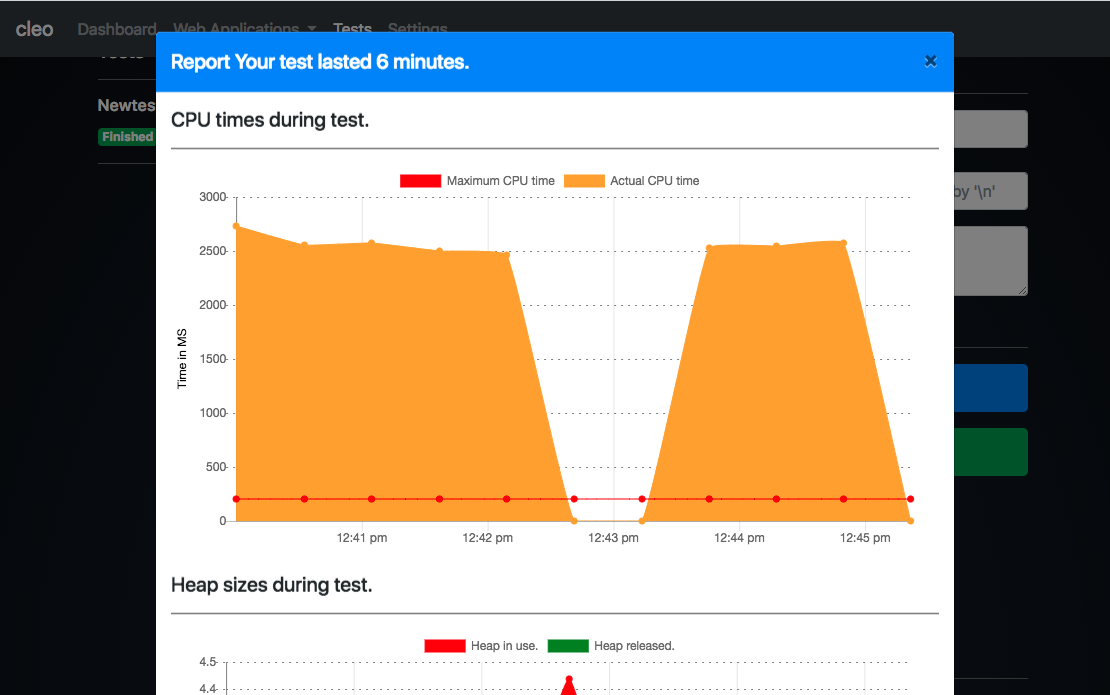 cleo Dashboard Web Applications Tests Settings
Tests
Report Your test lasted 6 minutes. ×
Newtes
Finished
CPU times during test.
by '\n'
Maximum CPU time Actual CPU time
3000
2500
2000
1500
1000
500
0
Time in MS
12:41 pm 12:42 pm 12:43 pm 12:44 pm 12:45 pm
Heap sizes during test.
Heap in use. Heap released.
4.5
4.4